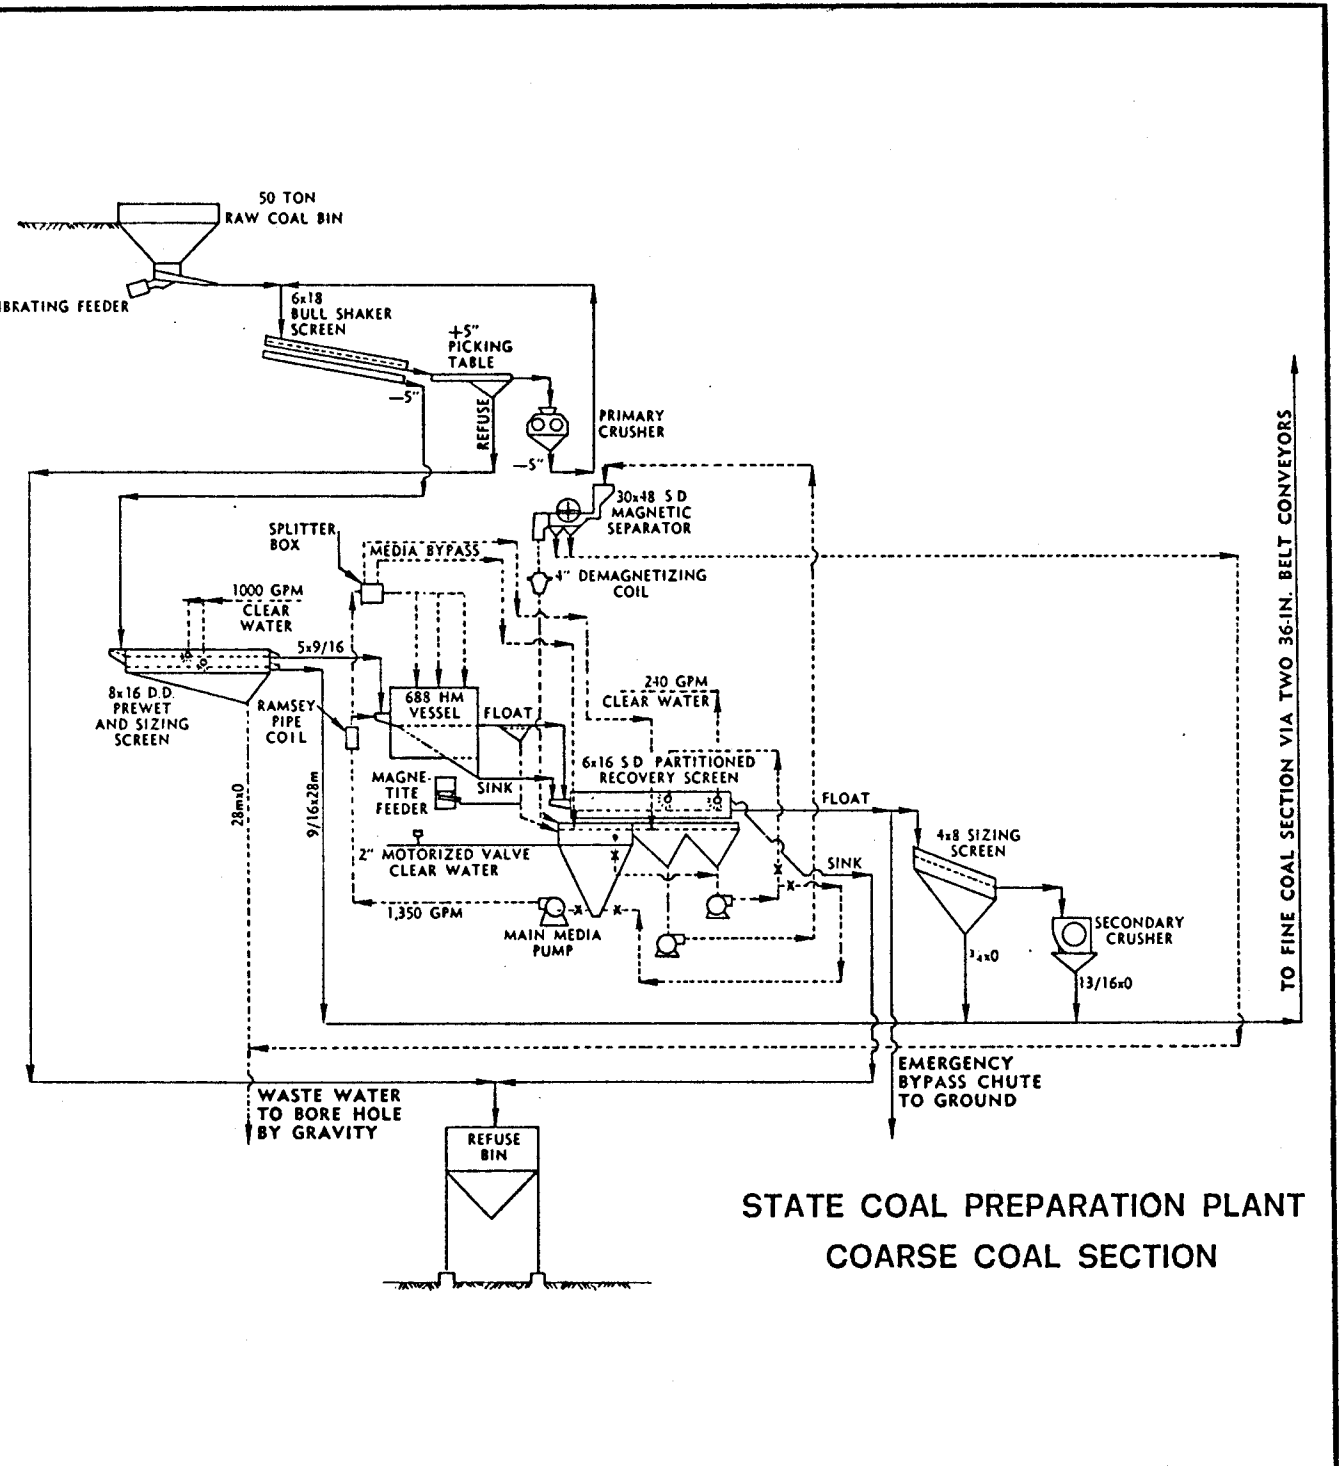 50 TON
RAW COAL BIN
IBRATING FEEDER
6x18
BULL SHAKER
SCREEN
+5"
PICKING
TABLE
—5"
REFUSE
PRIMARY
CRUSHER
—5"
30x48 S D
MAGNETIC
SEPARATOR
SPLITTER
BOX
MEDIA BYPASS
4" DEMAGNETIZING
COIL
1000 GPM
CLEAR
WATER
5x9/16
8x16 D.D.
PREWET
AND SIZING
SCREEN
RAMSEY
PIPE
COIL
688 HM
VESSEL
FLOAT
240 GPM
CLEAR WATER
6x16 S D PARTITIONED
RECOVERY SCREEN
SINK
MAGNE-
TITE
FEEDER
28mx0
9/16x28m
2" MOTORIZED VALVE
CLEAR WATER
1,350 GPM
MAIN MEDIA
PUMP
FLOAT
SINK
4x8 SIZING
SCREEN
SECONDARY
CRUSHER
3/4x0
13/16x0
TO FINE COAL SECTION VIA TWO 36-IN. BELT CONVEYORS
EMERGENCY
BYPASS CHUTE
TO GROUND
WASTE WATER
TO BORE HOLE
BY GRAVITY
REFUSE
BIN
STATE COAL PREPARATION PLANT
COARSE COAL SECTION